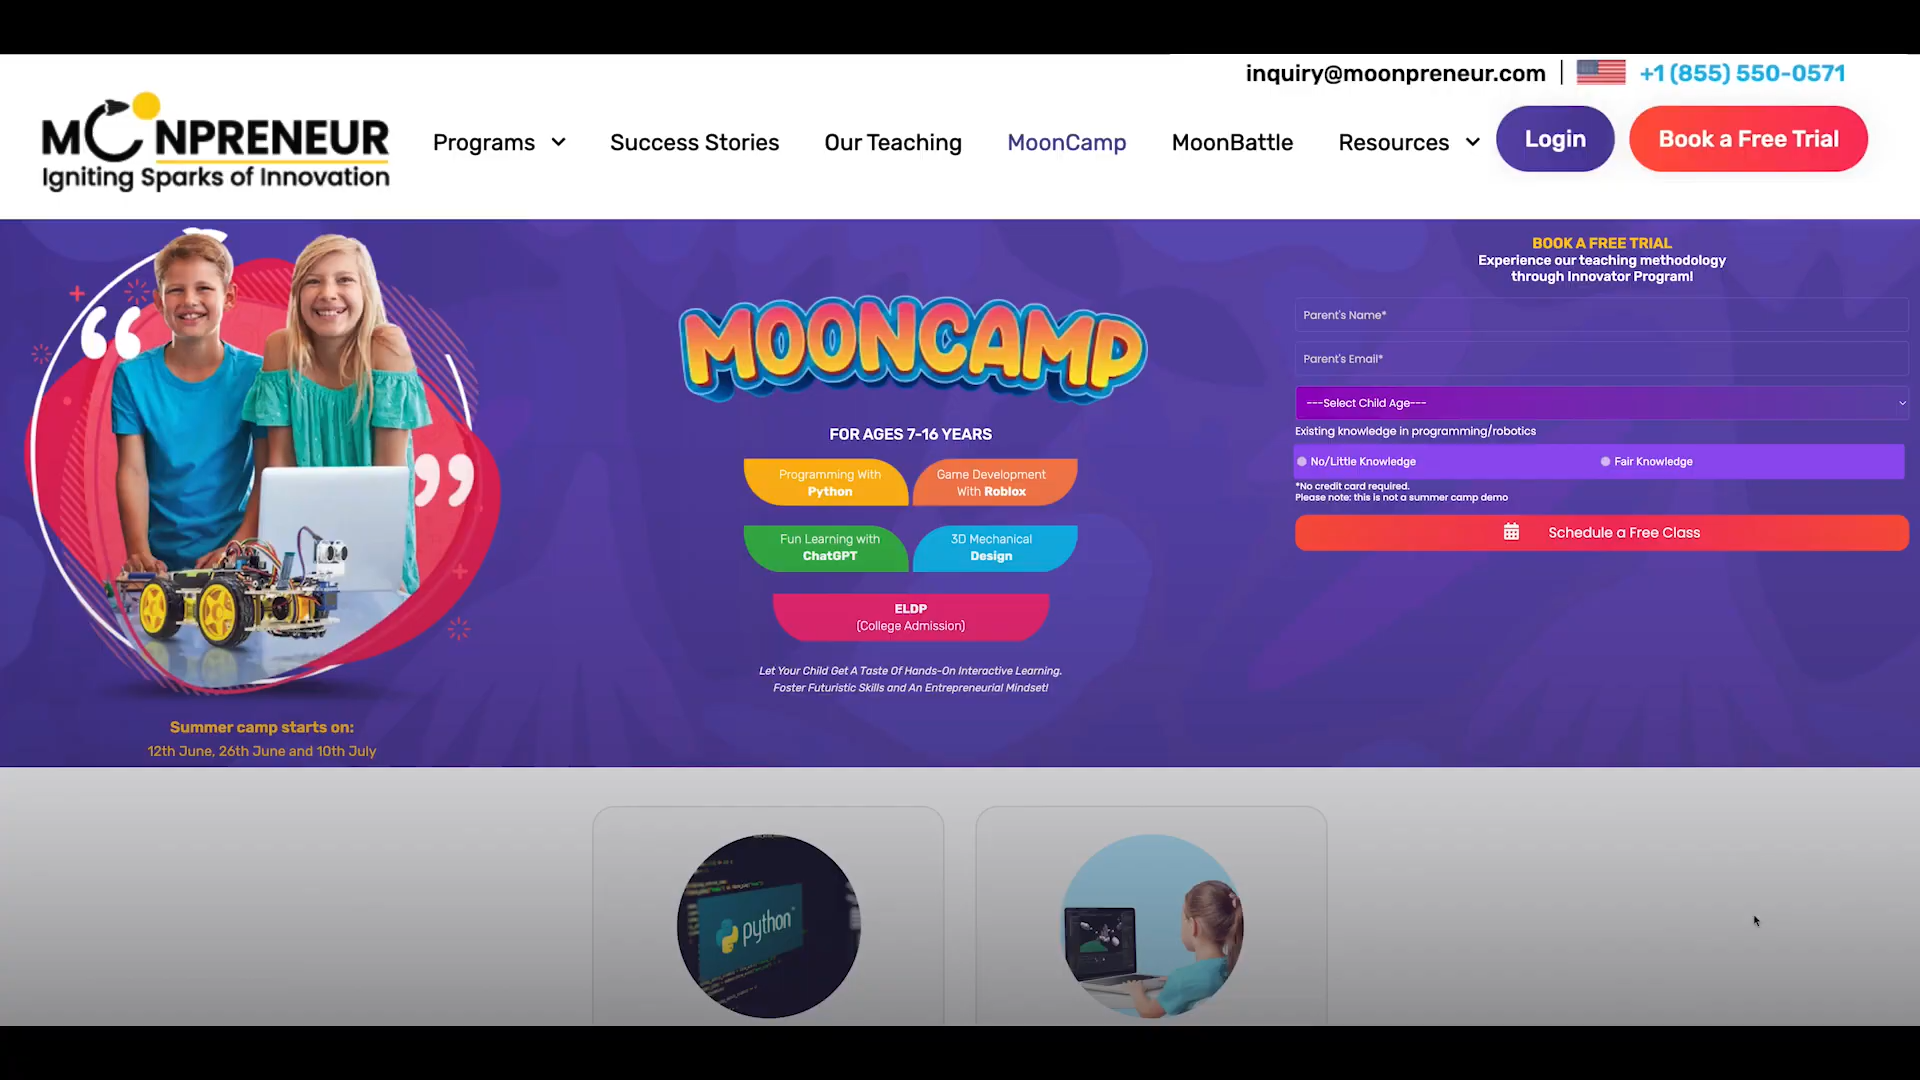 inquiry@moonpreneur.com | +1 (855) 550-0571
MOONPRENEUR
Igniting Sparks of Innovation
Programs
Success Stories
Our Teaching
MoonCamp
MoonBattle
Resources
Login
Book a Free Trial
MOONCAMP
FOR AGES 7-16 YEARS
Programming With
Python
Game Development
With Roblox
Fun Learning with
ChatGPT
3D Mechanical
Design
ELDP
(College Admission)
Let Your Child Get A Taste Of Hands-On Interactive Learning.
Foster Futuristic Skills and An Entrepreneurial Mindset!
Summer camp starts on:
12th June, 26th June and 10th July
BOOK A FREE TRIAL
Experience our teaching methodology
through Innovator Program!
Parent's Name*
Parent's Email*
---Select Child Age---
Existing knowledge in programming/robotics
No/Little Knowledge
Fair Knowledge
*No credit card required.
Please note: this is not a summer camp demo
Schedule a Free Class
python